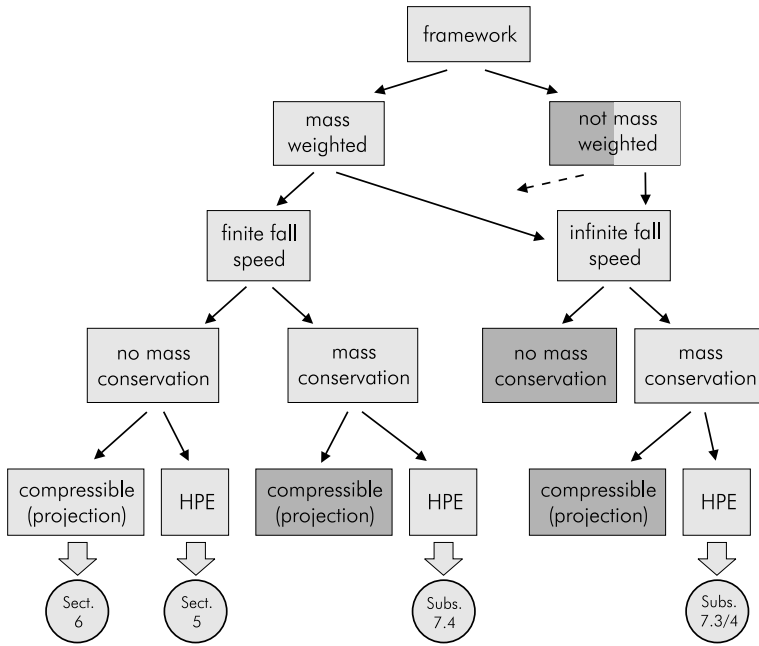 framework
mass
weighted
not mass
weighted
finite fall
speed
infinite fall
speed
no mass
conservation
mass
conservation
no mass
conservation
mass
conservation
compressible
(projection)
HPE
compressible
(projection)
HPE
compressible
(projection)
HPE
Sect.
6
Sect.
5
Subs.
7.4
Subs.
7.3/4